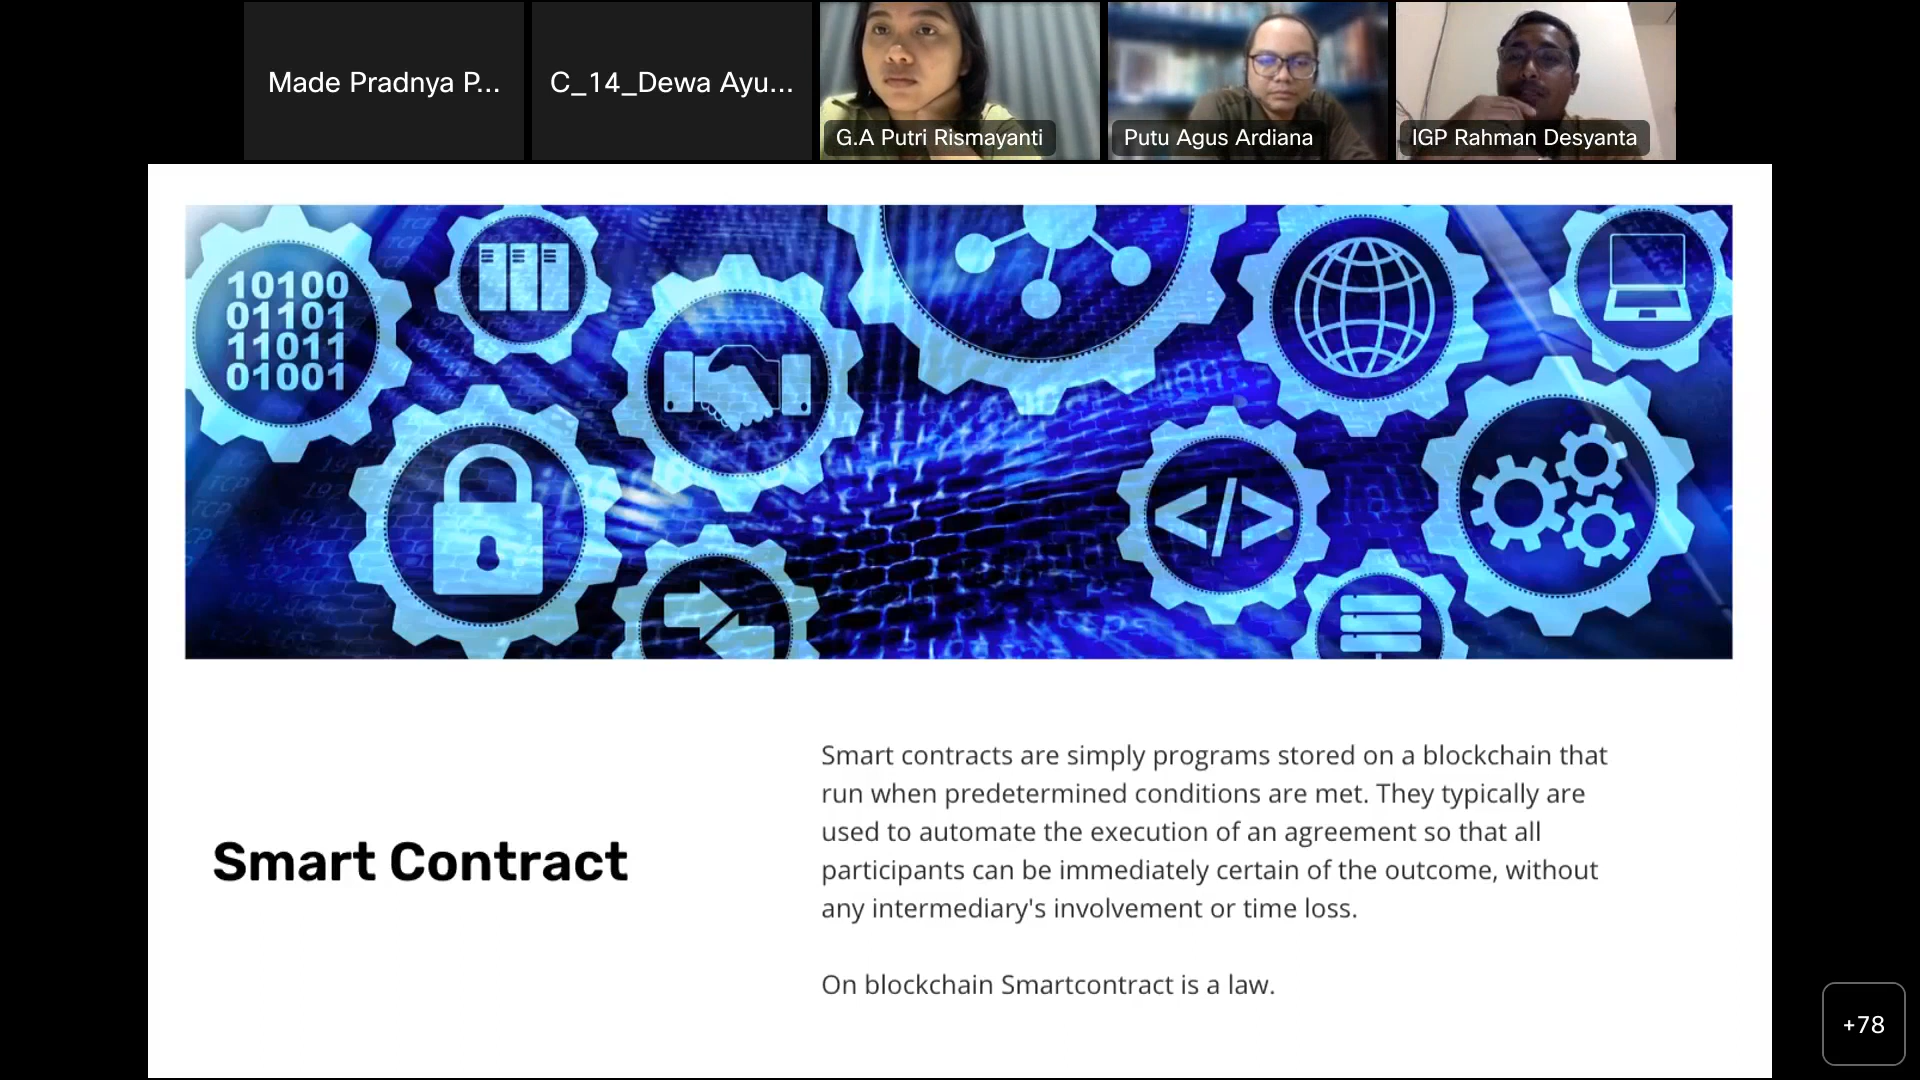 Made Pradnya P...
C_14_Dewa Ayu...
G.A Putri Rismayanti
Putu Agus Ardiana
IGP Rahman Desyanta
10100
01101
11011
01001
</>
Smart Contract
Smart contracts are simply programs stored on a blockchain that
run when predetermined conditions are met. They typically are
used to automate the execution of an agreement so that all
participants can be immediately certain of the outcome, without
any intermediary's involvement or time loss.
On blockchain Smartcontract is a law.
+78